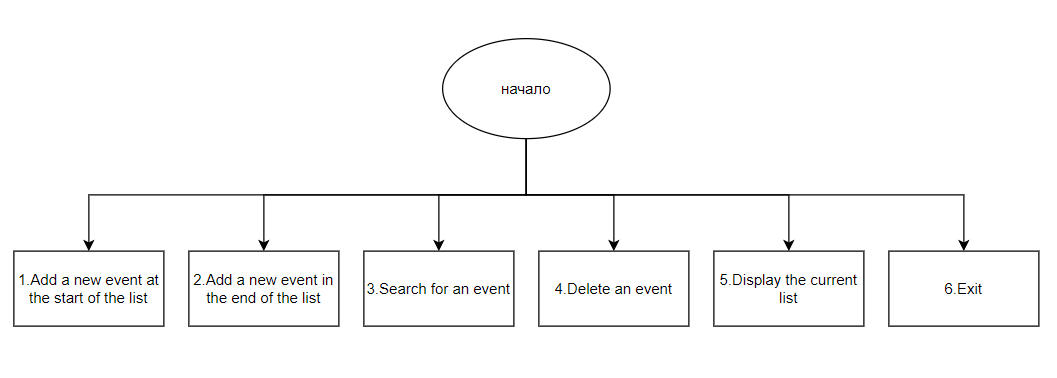 начало
1.Add a new event at
the start of the list
2.Add a new event in
the end of the list
3.Search for an event
4.Delete an event
5.Display the current
list
6.Exit